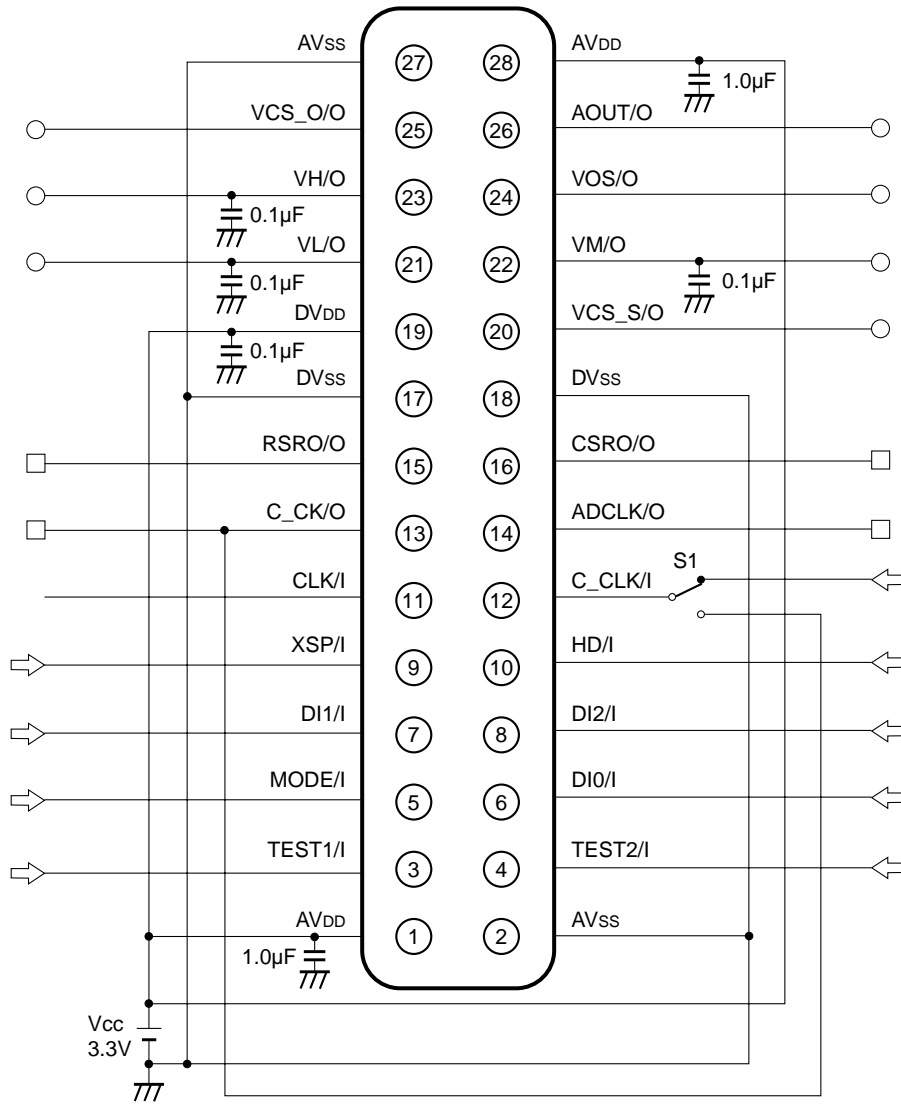 AVSS 27 28 AVDD
1.0µF
VCS_O/O 25 26 AOUT/O
VH/O 23 24 VOS/O
0.1µF
VL/O 21 22 VM/O
0.1µF 0.1µF
DVDD 19 20 VCS_S/O
0.1µF
DVSS 17 18 DVSS
RSRO/O 15 16 CSRO/O
C_CK/O 13 14 ADCLK/O
S1
CLK/I 11 12 C_CLK/I
XSP/I 9 10 HD/I
DI1/I 7 8 DI2/I
MODE/I 5 6 DI0/I
TEST1/I 3 4 TEST2/I
AVDD 1 2 AVSS
1.0µF
Vcc
3.3V